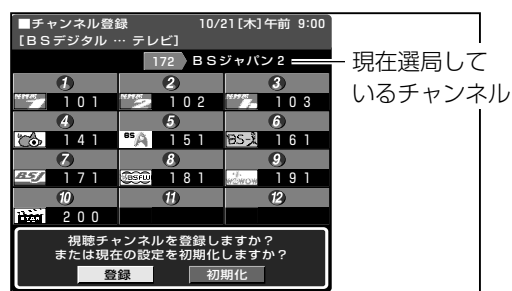 ■チャンネル登録 10/21[木]午前 9:00
[ＢＳデジタル … テレビ]
172 ＢＳジャパン２
現在選局して
いるチャンネル
1 2 3
101 102 103
4 5 6
141 BS A 151 BS-i 161
7 8 9
BSJ 171 BSFUJI 181 WOWOW 191
10 11 12
200
視聴チャンネルを登録しますか？
または現在の設定を初期化しますか？
登録 初期化